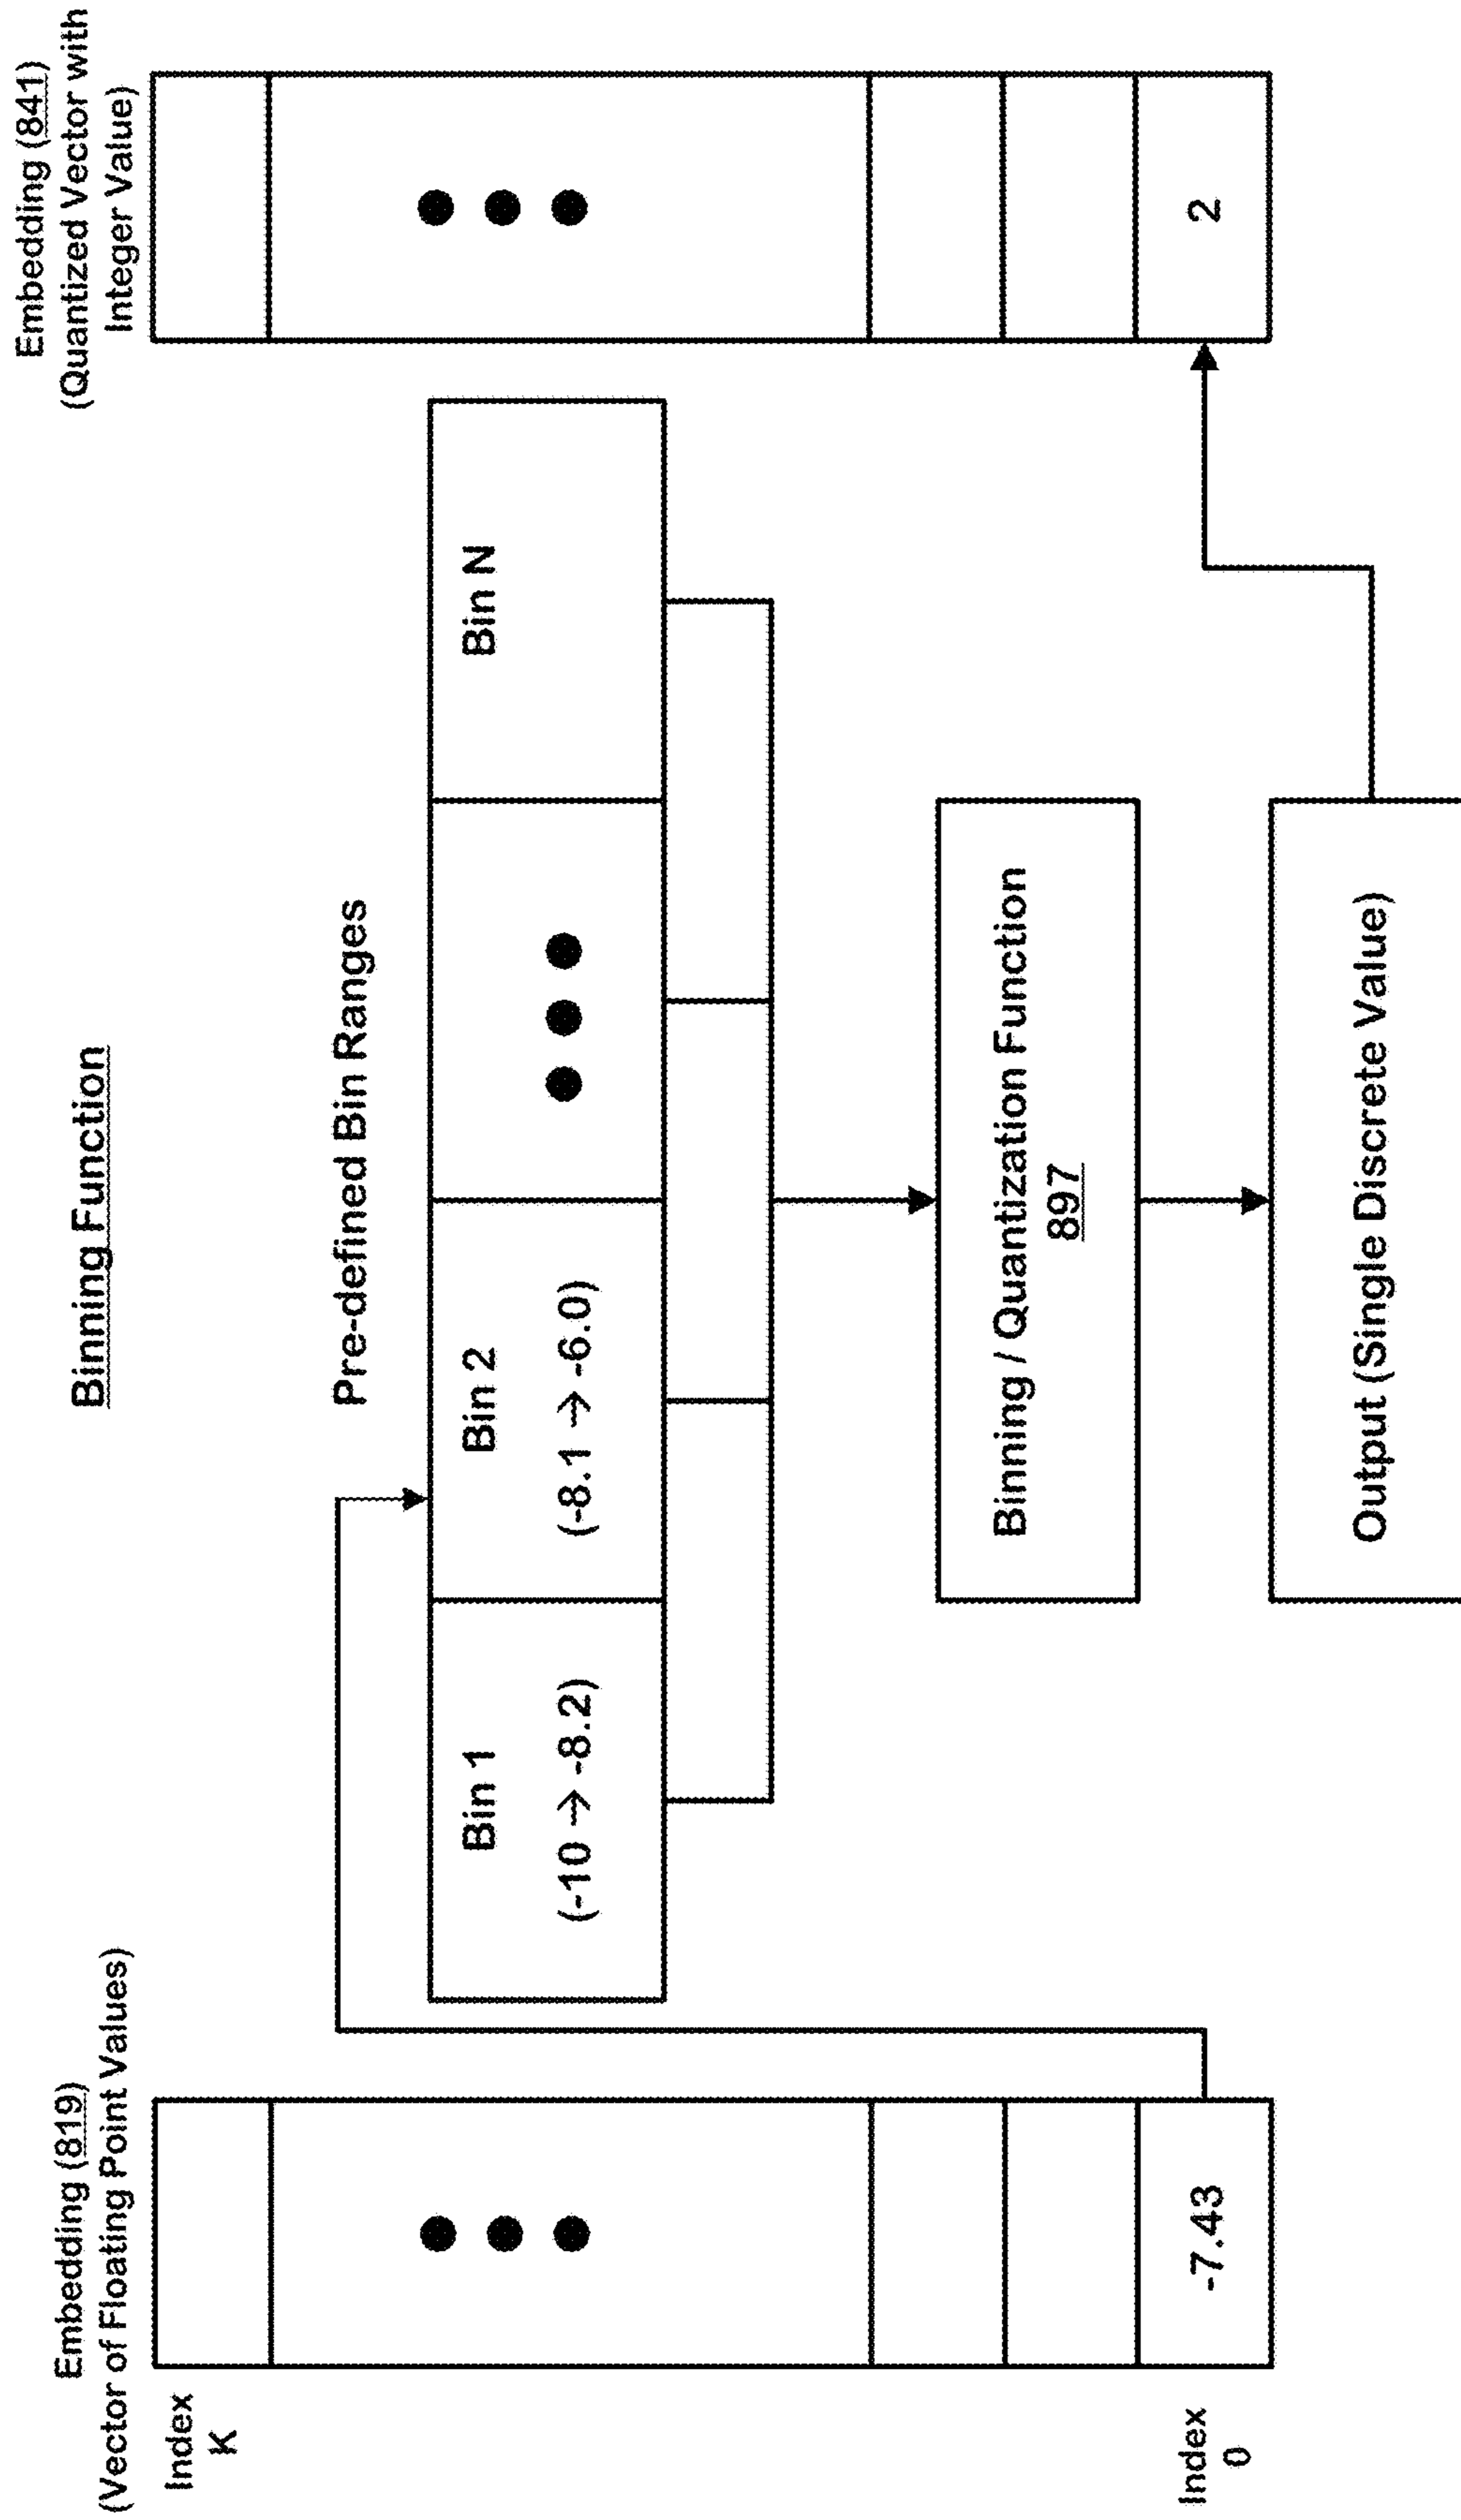 Binning Function
Embedding (819)
(Vector of Floating Point Values)
Index
K
-7.43
Index
0
Pre-defined Bin Ranges
Bin 1
(-10 → -8.2)
Bin 2
(-8.1 → -6.0)
Bin N
Binning / Quantization Function
897
Output (Single Discrete Value)
Embedding (841)
(Quantized Vector with
Integer Value)
2